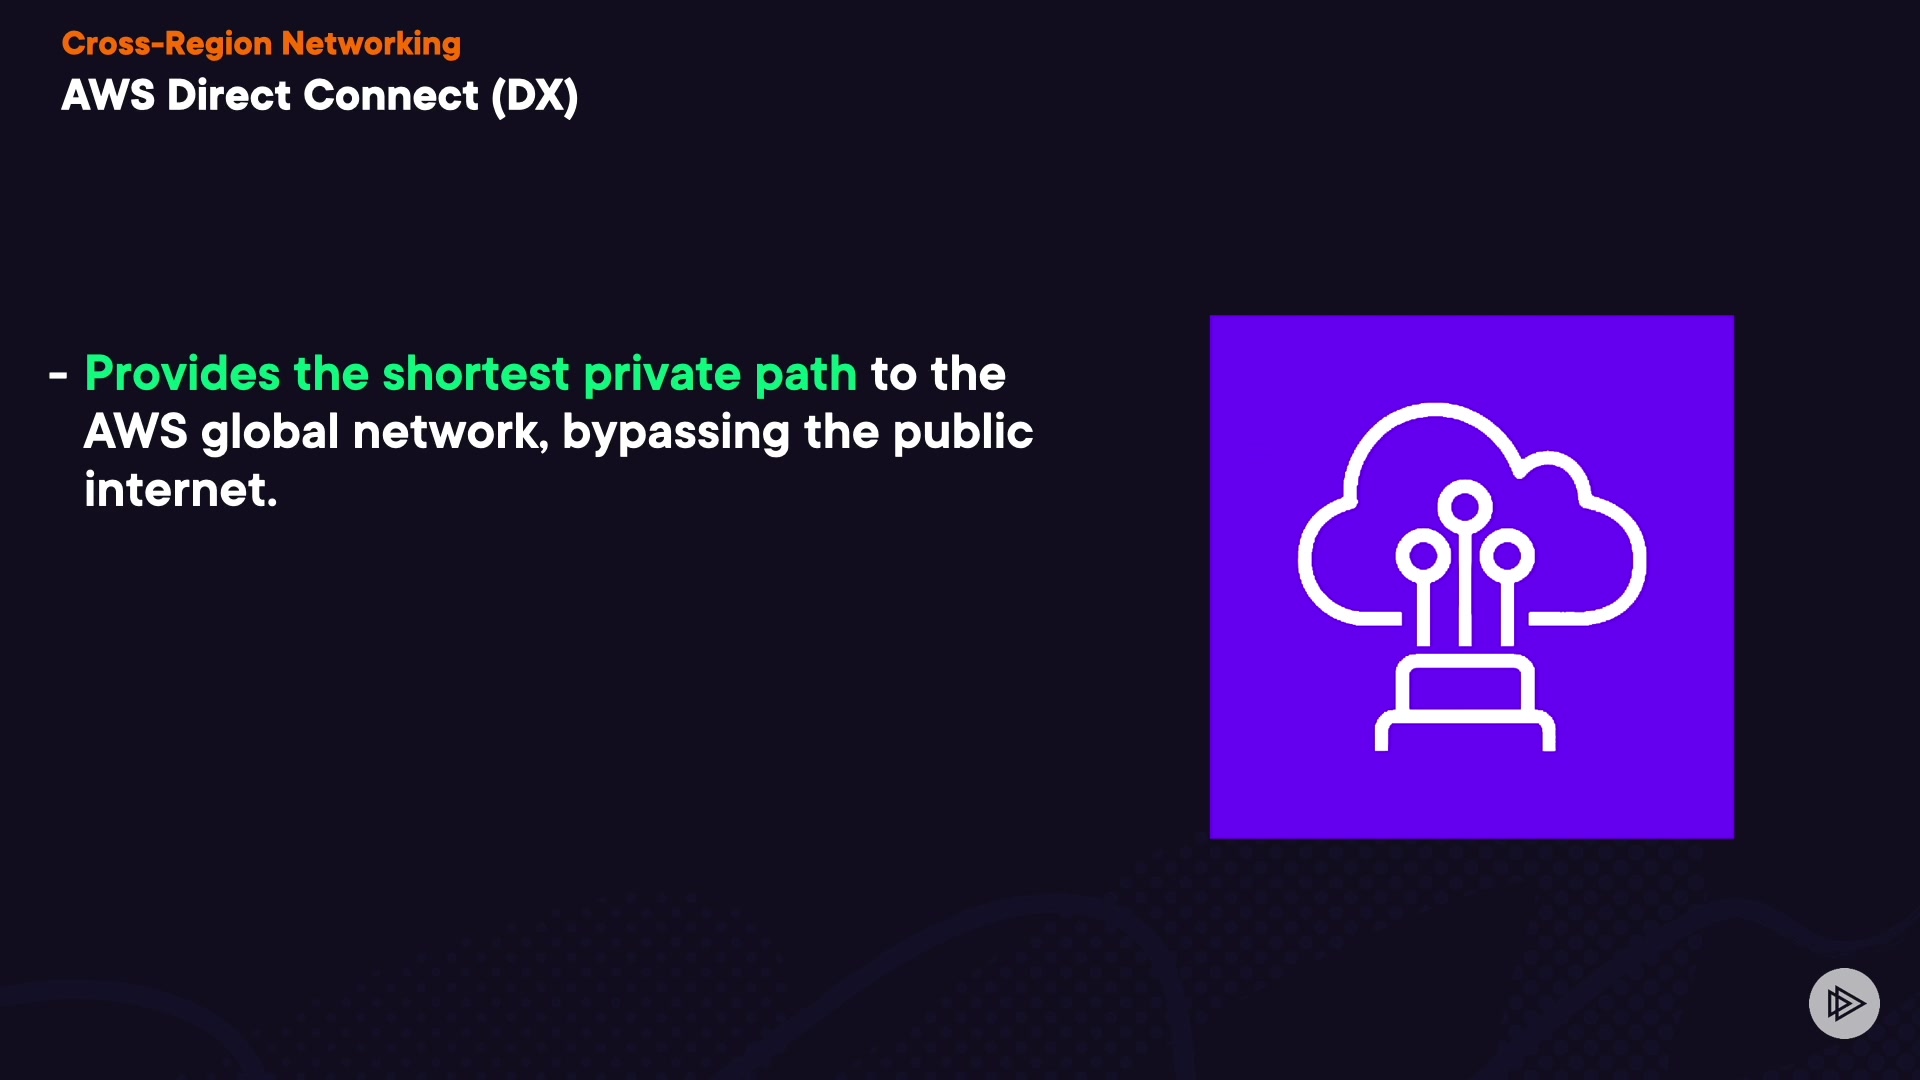 Cross-Region Networking
AWS Direct Connect (DX)
- Provides the shortest private path to the
AWS global network, bypassing the public
internet.